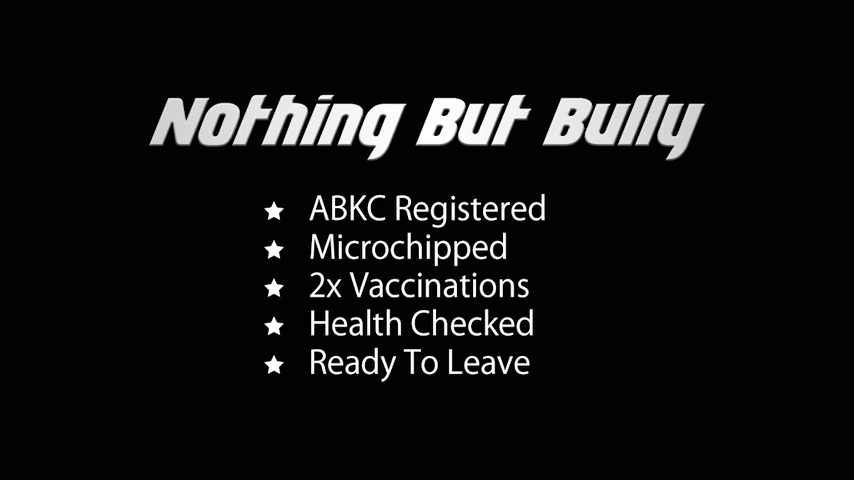 Nothing But Bully
★ ABKC Registered
★ Microchipped
★ 2x Vaccinations
★ Health Checked
★ Ready To Leave